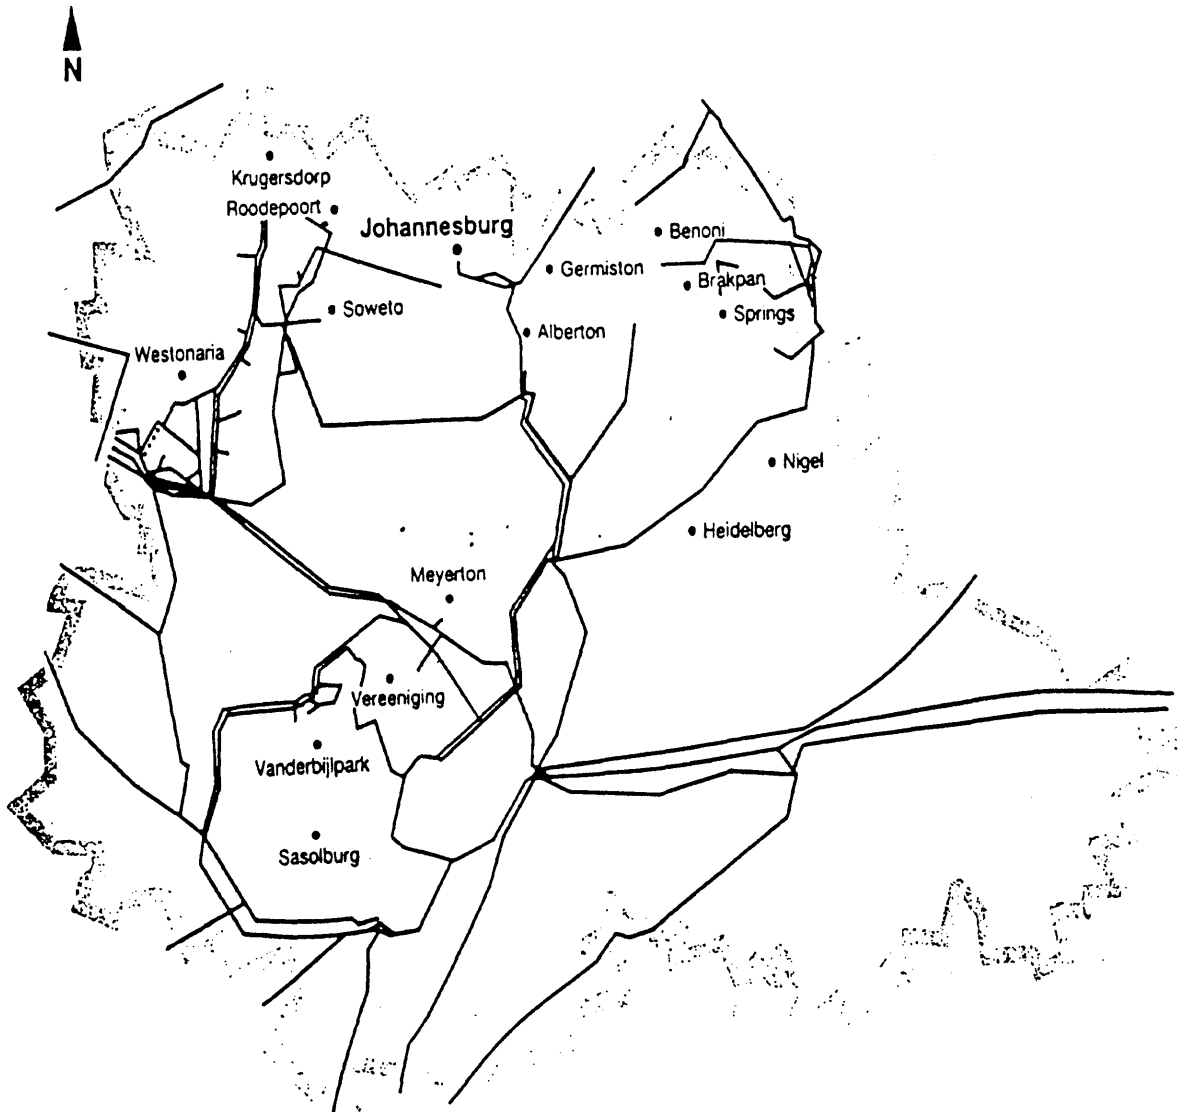 N
Krugersdorp
Roodepoort
Johannesburg
Benoni
Germiston
Brakpan
Soweto
Springs
Alberton
Westonaria
Nigel
Heidelberg
Meyerton
Vereeniging
Vanderbijlpark
Sasolburg